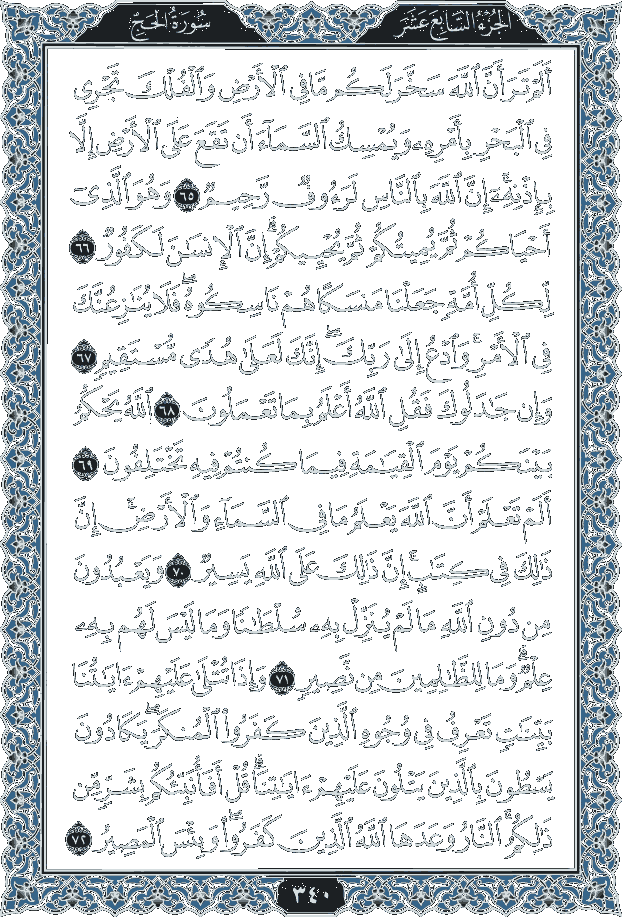 الجزء السابع عشر
سورة الحج
أَلَمْ تَرَ أَنَّ ٱللَّهَ سَخَّرَ لَكُم مَّا فِى ٱلْأَرْضِ وَٱلْفُلْكَ تَجْرِى
فِى ٱلْبَحْرِ بِأَمْرِهِۦ وَيُمْسِكُ ٱلسَّمَآءَ أَن تَقَعَ عَلَى ٱلْأَرْضِ إِلَّا
بِإِذْنِهِۦٓ ۗ إِنَّ ٱللَّهَ بِٱلنَّاسِ لَرَءُوفٌ رَّحِيمٌ ٦٥ وَهُوَ ٱلَّذِىٓ
أَحْيَاكُمْ ثُمَّ يُمِيتُكُمْ ثُمَّ يُحْيِيكُمْ ۗ إِنَّ ٱلْإِنسَٰنَ لَكَفُورٌ ٦٦
لِّكُلِّ أُمَّةٍ جَعَلْنَا مَنسَكًا هُمْ نَاسِكُوهُ ۖ فَلَا يُنَٰزِعُنَّكَ
فِى ٱلْأَمْرِ ۚ وَٱدْعُ إِلَىٰ رَبِّكَ ۖ إِنَّكَ لَعَلَىٰ هُدًى مُّسْتَقِيمٍ ٦٧
وَإِن جَٰدَلُوكَ فَقُلِ ٱللَّهُ أَعْلَمُ بِمَا تَعْمَلُونَ ٦٨ ٱللَّهُ يَحْكُمُ
بَيْنَكُمْ يَوْمَ ٱلْقِيَٰمَةِ فِيمَا كُنتُمْ فِيهِ تَخْتَلِفُونَ ٦٩
أَلَمْ تَعْلَمْ أَنَّ ٱللَّهَ يَعْلَمُ مَا فِى ٱلسَّمَآءِ وَٱلْأَرْضِ ۗ إِنَّ
ذَٰلِكَ فِى كِتَٰبٍ ۚ إِنَّ ذَٰلِكَ عَلَى ٱللَّهِ يَسِيرٌ ٧٠ وَيَعْبُدُونَ
مِن دُونِ ٱللَّهِ مَا لَمْ يُنَزِّلْ بِهِۦ سُلْطَٰنًا وَمَا لَيْسَ لَهُم بِهِۦ
عِلْمٌ ۗ وَمَا لِلظَّٰلِمِينَ مِن نَّصِيرٍ ٧١ وَإِذَا تُتْلَىٰ عَلَيْهِمْ ءَايَٰتُنَا
بَيِّنَٰتٍ تَعْرِفُ فِى وُجُوهِ ٱلَّذِينَ كَفَرُوا۟ ٱلْمُنكَرَ ۖ يَكَادُونَ
يَسْطُونَ بِٱلَّذِينَ يَتْلُونَ عَلَيْهِمْ ءَايَٰتِنَا ۗ قُلْ أَفَأُنَبِّئُكُم بِشَرٍّ مِّن
ذَٰلِكُمُ ۗ ٱلنَّارُ وَعَدَهَا ٱللَّهُ ٱلَّذِينَ كَفَرُوا۟ ۖ وَبِئْسَ ٱلْمَصِيرُ ٧٢
٣٤٠